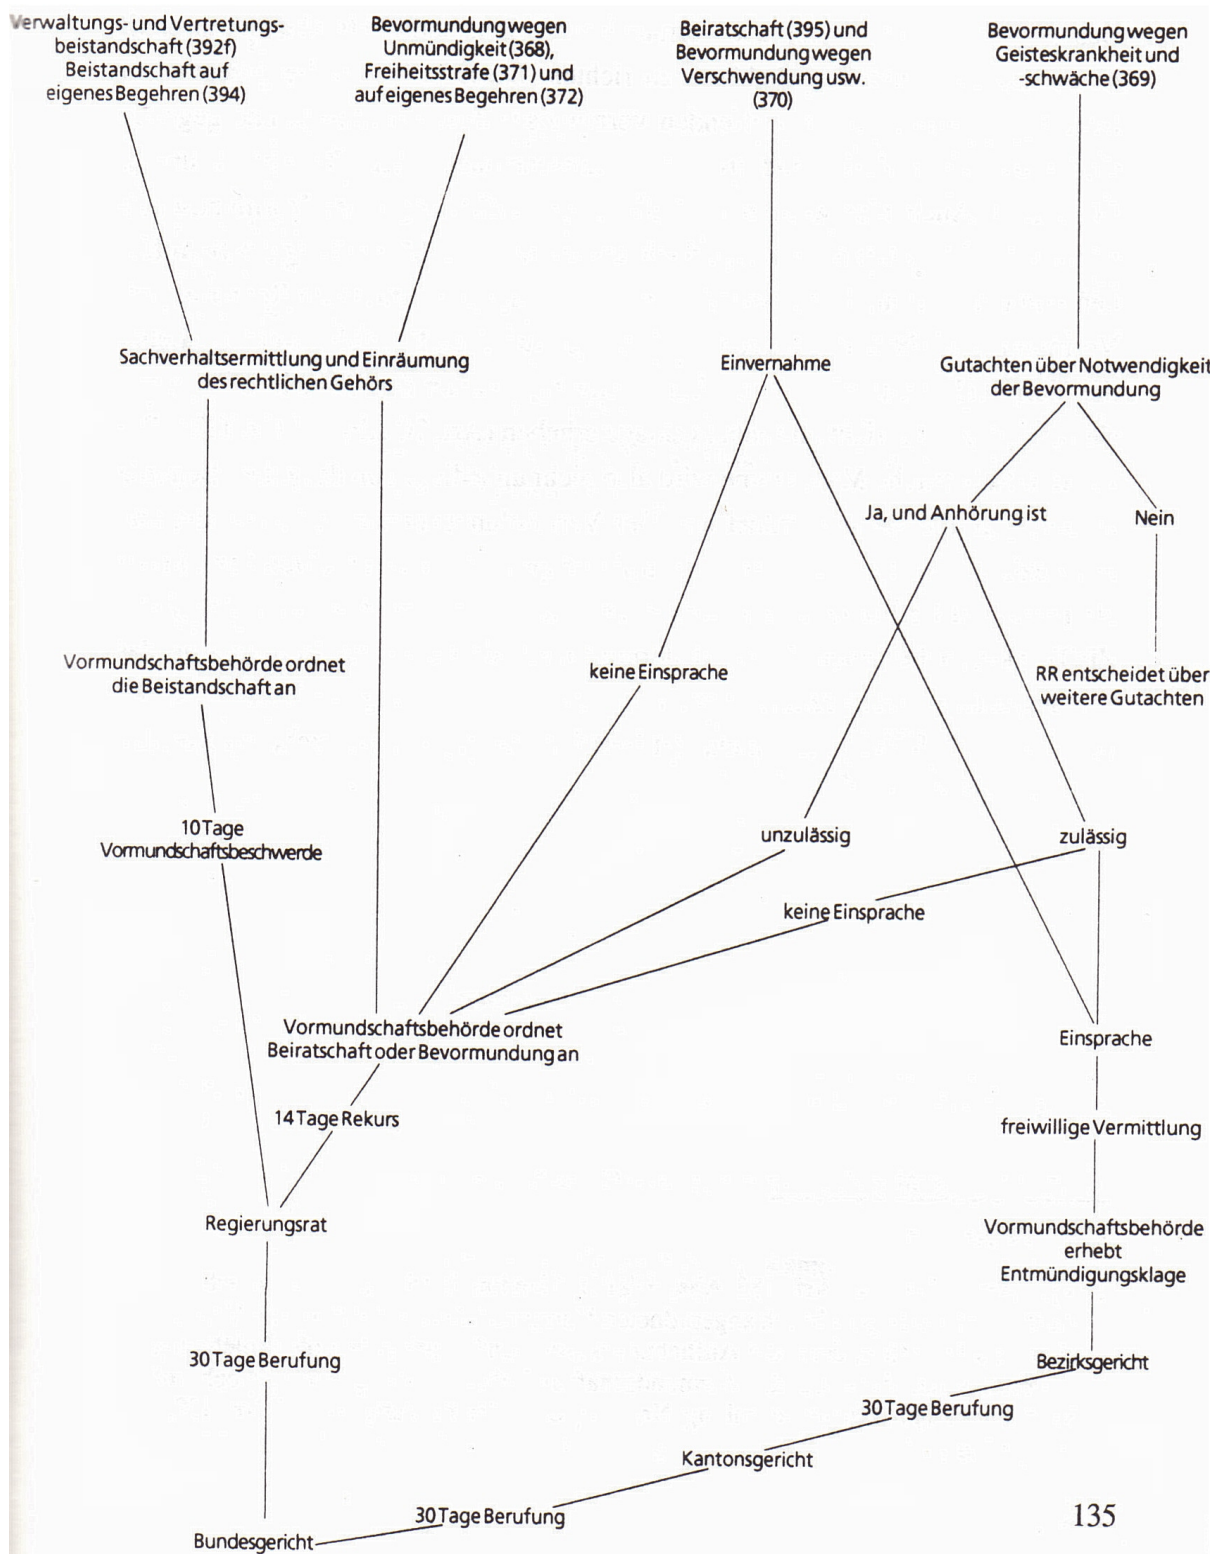 Verwaltungs- und Vertretungs-
beistandschaft (392f)
Beistandschaft auf
eigenes Begehren (394)
Bevormundung wegen
Unmündigkeit (368),
Freiheitsstrafe (371) und
auf eigenes Begehren (372)
Beiratschaft (395) und
Bevormundung wegen
Verschwendung usw.
(370)
Bevormundung wegen
Geisteskrankheit und
-schwäche (369)
Sachverhaltsermittlung und Einräumung
des rechtlichen Gehörs
Einvernahme
Gutachten über Notwendigkeit
der Bevormundung
Ja, und Anhörung ist
Nein
Vormundschaftsbehörde ordnet
die Beistandschaft an
keine Einsprache
RR entscheidet über
weitere Gutachten
10 Tage
Vormundschaftsbeschwerde
unzulässig
zulässig
keine Einsprache
Vormundschaftsbehörde ordnet
Beiratschaft oder Bevormundung an
Einsprache
14 Tage Rekurs
freiwillige Vermittlung
Regierungsrat
Vormundschaftsbehörde
erhebt
Entmündigungsklage
30 Tage Berufung
Bezirksgericht
30 Tage Berufung
Kantonsgericht
30 Tage Berufung
Bundesgericht
135